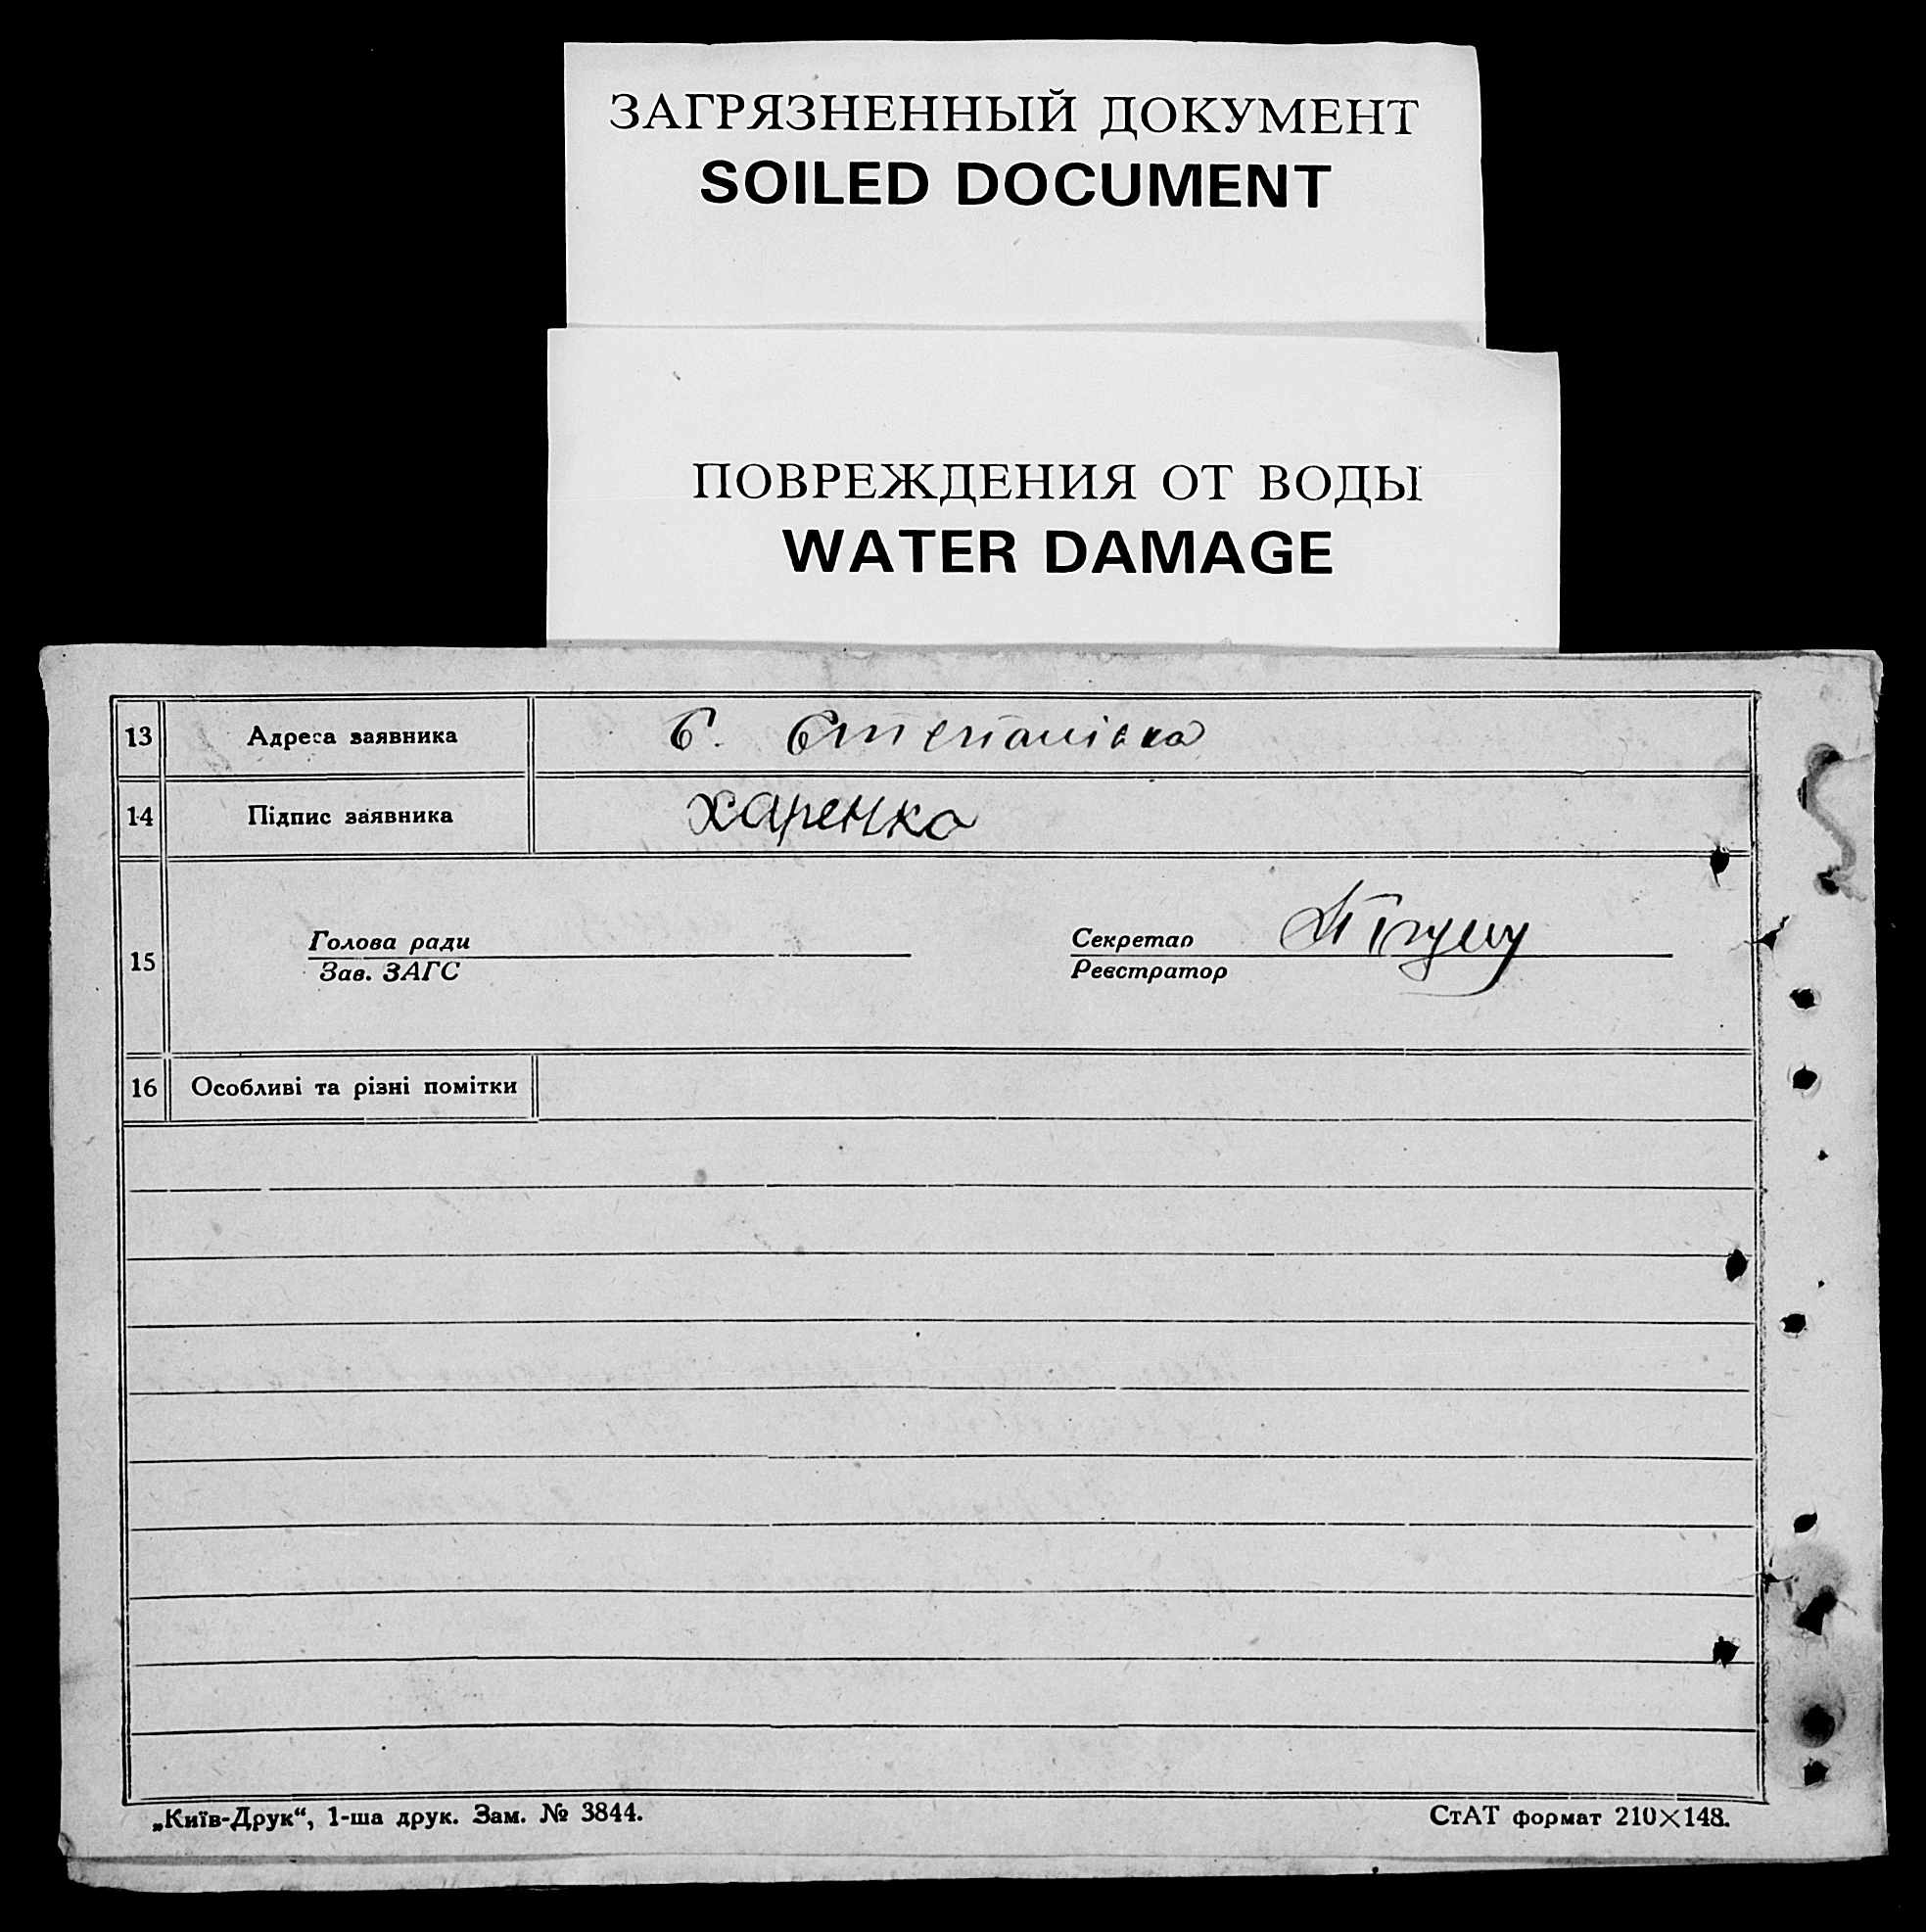 ЗАГРЯЗНЕННЫЙ ДОКУМЕНТ
SOILED DOCUMENT
ПОВРЕЖДЕНИЯ ОТ ВОДЫ
WATER DAMAGE
13 Адреса заявника С. Степанівка
14 Підпис заявника Харенко
15 Голова ради
Зав. ЗАГС
Секретар
Реєстратор
16 Особливі та різні помітки
„Київ-Друк“, 1-ша друк. Зам. № 3844.
СтАТ формат 210×148.